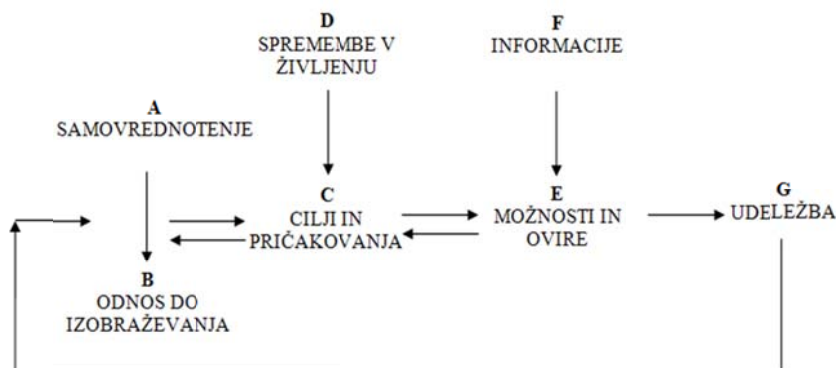 D
SPREMEMBE V
ŽIVLJENJU
F
INFORMACIJE
A
SAMOVREDNOTENJE
C
CILJI IN
PRIČAKOVANJA
E
MOŽNOSTI IN
OVIRE
G
UDELEŽBA
B
ODNOS DO
IZOBRAŽEVANJA